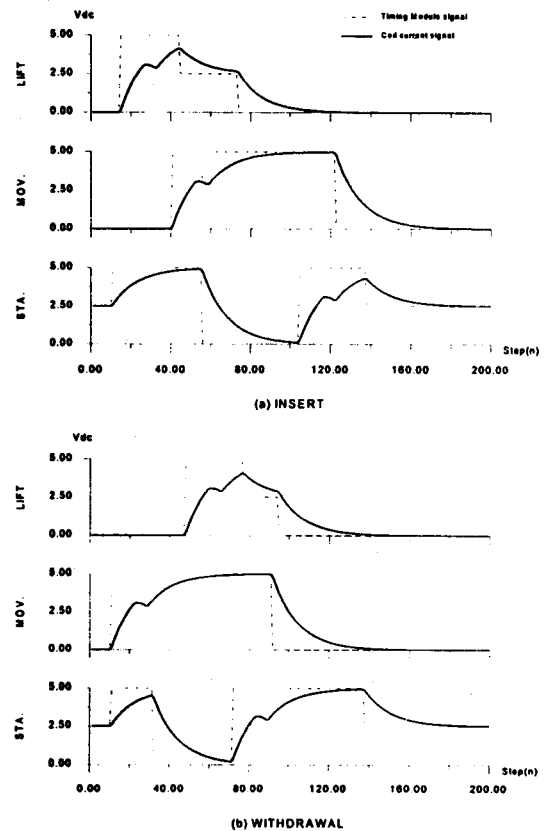 Vdc
Timing Module signal
Coil current signal
LIFT
5.00
2.50
0.00
MOV.
5.00
2.50
0.00
STA.
5.00
2.50
0.00
0.00 40.00 80.00 120.00 160.00 200.00
Step(n)
(a) INSERT
Vdc
LIFT
5.00
2.50
0.00
MOV.
5.00
2.50
0.00
STA.
5.00
2.50
0.00
0.00 40.00 80.00 120.00 160.00 200.00
Step(n)
(b) WITHDRAWAL